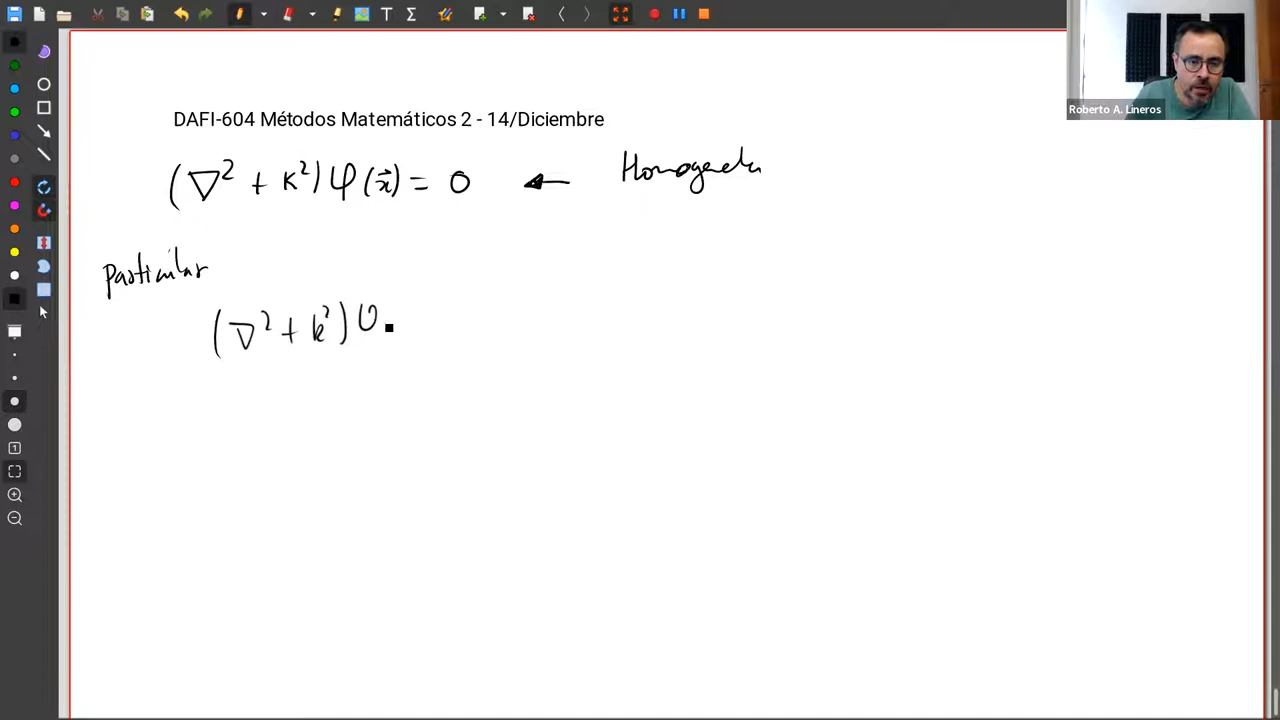 Roberto A. Lineros
DAFI-604 Métodos Matemáticos 2 - 14/Diciembre
(∇² + k²) φ(x⃗) = 0 ←
Particular
(∇² + k²) U